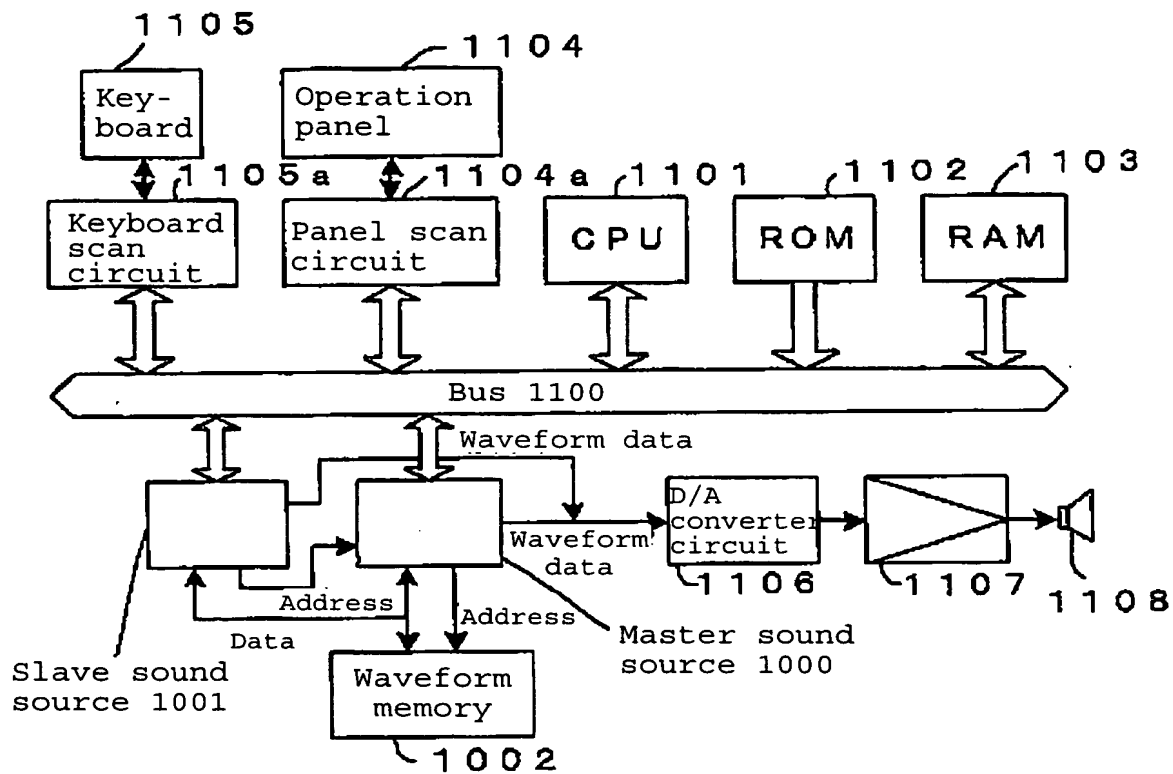 1105
1104
Key-
board
Operation
panel
1105a
1104a
1101
1102
1103
Keyboard
scan
circuit
Panel scan
circuit
CPU
ROM
RAM
Bus 1100
Waveform data
D/A
converter
circuit
Waveform
data
1106
1107
1108
Address
Data
Address
Master sound
source 1000
Slave sound
source 1001
Waveform
memory
1002